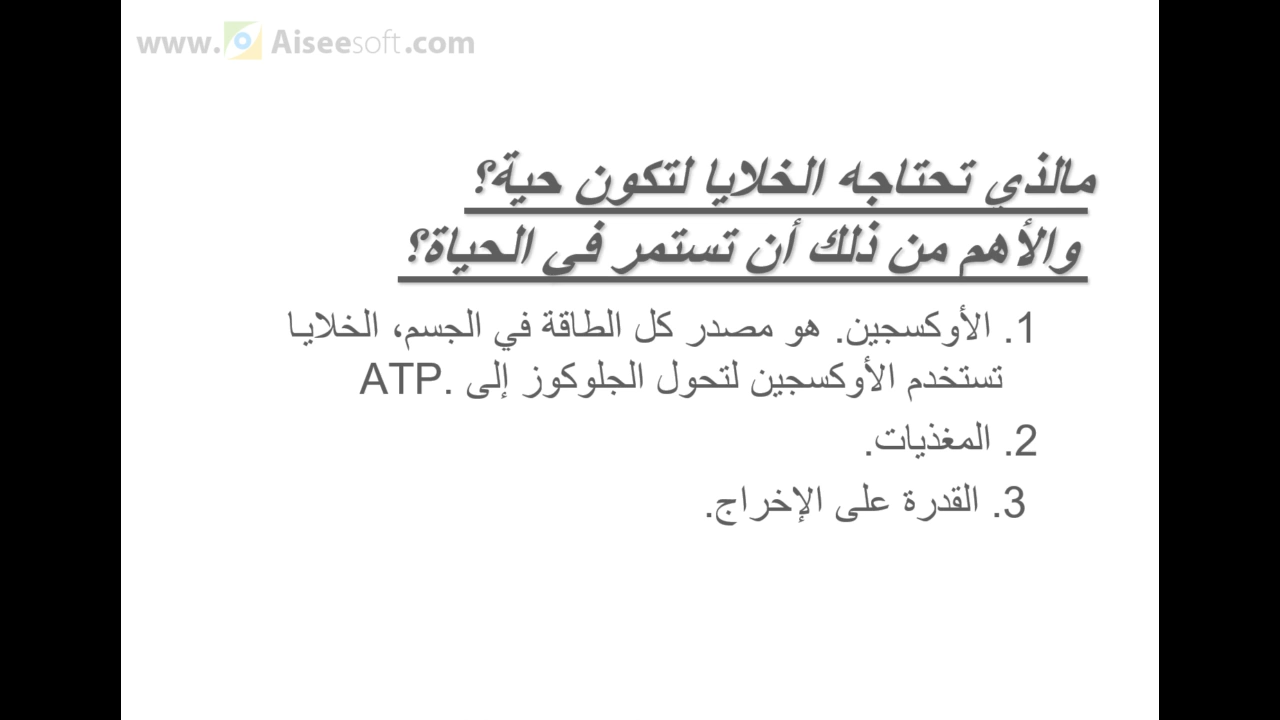 www.Aiseesoft.com
مالذي تحتاجه الخلايا لتكون حية؟
والأهم من ذلك أن تستمر في الحياة؟
1. الأوكسجين. هو مصدر كل الطاقة في الجسم، الخلايا
تستخدم الأوكسجين لتحول الجلوكوز إلى .ATP
2. المغذيات.
3. القدرة على الإخراج.